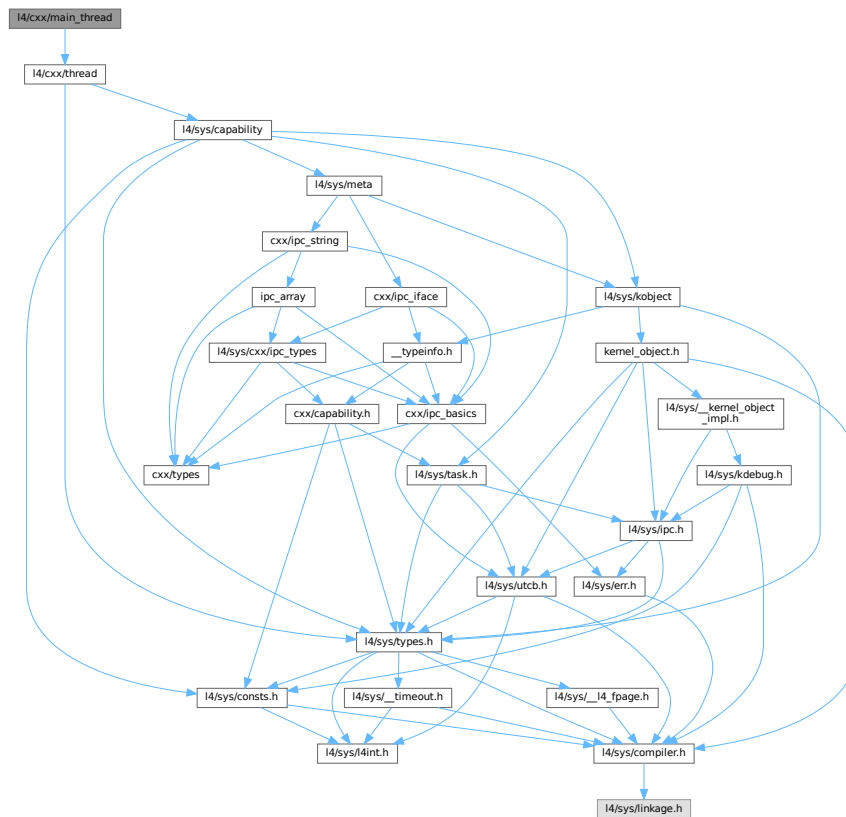 l4/cxx/main_thread
l4/cxx/thread
l4/sys/capability
l4/sys/meta
cxx/ipc_string
ipc_array
cxx/ipc_iface
l4/sys/kobject
l4/sys/cxx/ipc_types
__typeinfo.h
kernel_object.h
cxx/capability.h
cxx/ipc_basics
l4/sys/__kernel_object
_impl.h
cxx/types
l4/sys/task.h
l4/sys/kdebug.h
l4/sys/ipc.h
l4/sys/utcb.h
l4/sys/err.h
l4/sys/types.h
l4/sys/consts.h
l4/sys/__timeout.h
l4/sys/__l4_fpage.h
l4/sys/l4int.h
l4/sys/compiler.h
l4/sys/linkage.h